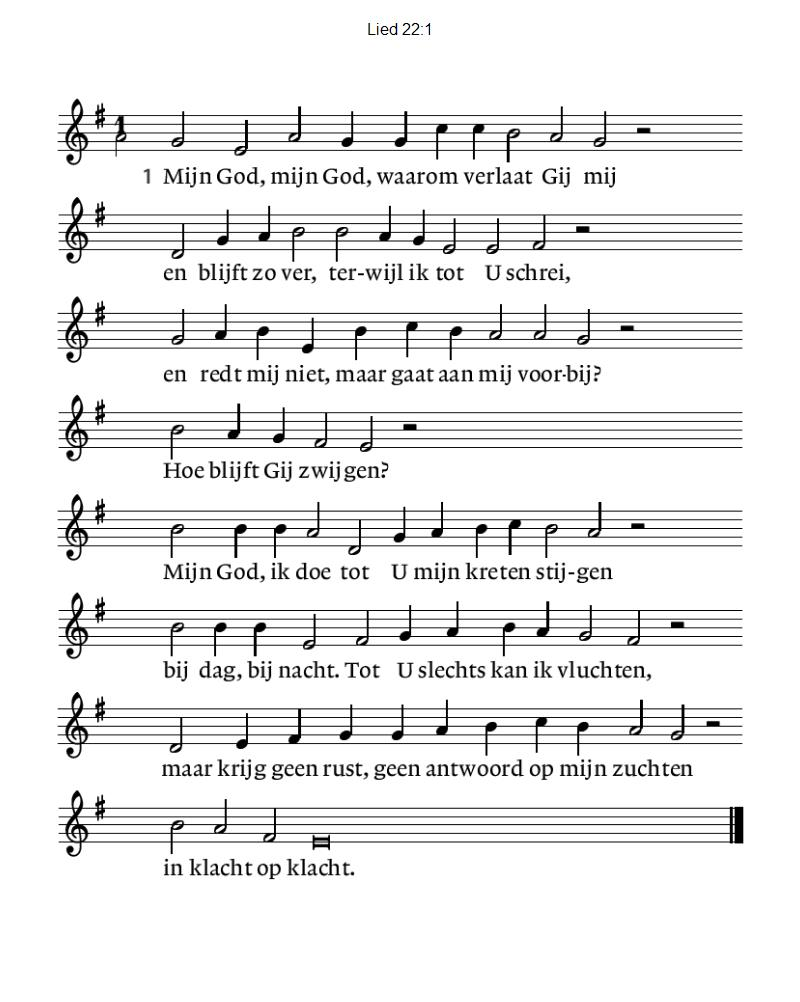 Lied 22:1
1 Mijn God, mijn God, waarom verlaat Gij mij
en blijft zo ver, ter-wijl ik tot U schrei,
en redt mij niet, maar gaat aan mij voor-bij?
Hoe blijft Gij zwijgen?
Mijn God, ik doe tot U mijn kreten stij-gen
bij dag, bij nacht. Tot U slechts kan ik vluchten,
maar krijg geen rust, geen antwoord op mijn zuchten
in klacht op klacht.